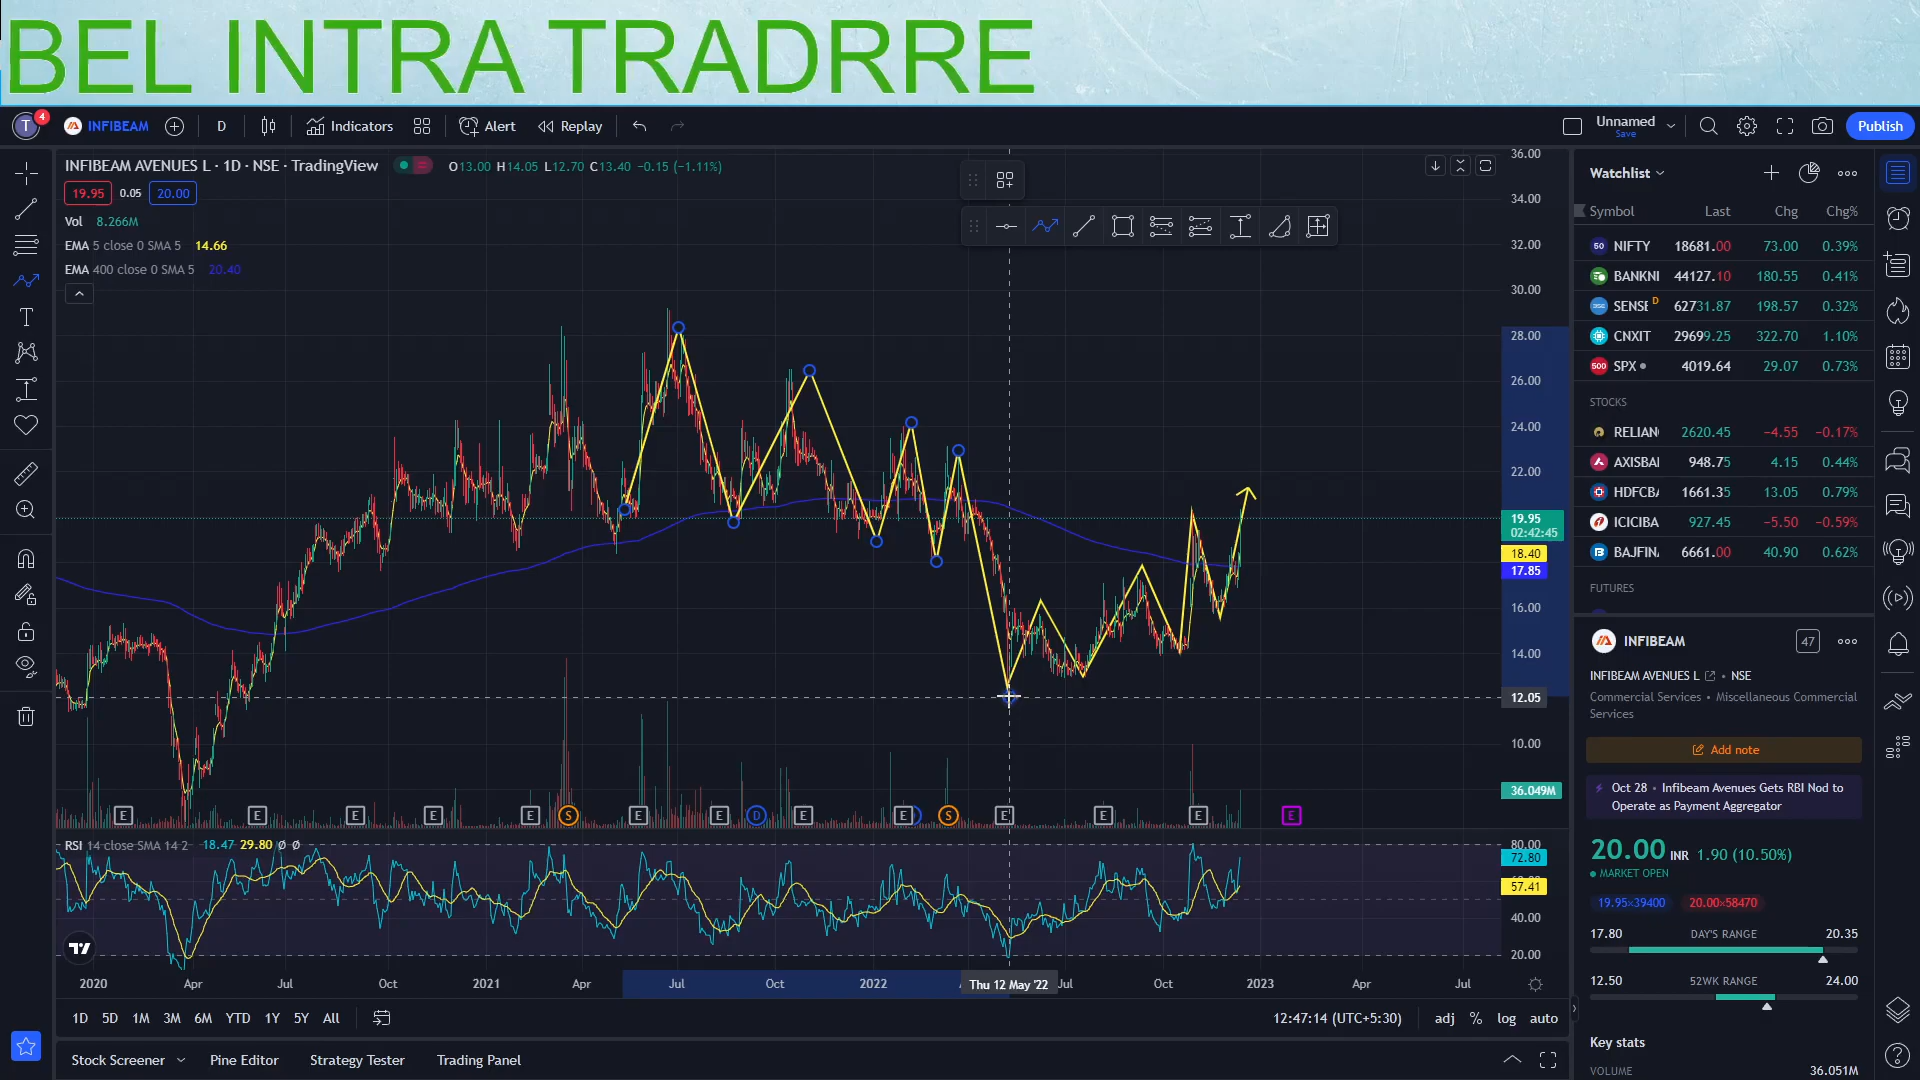 BEL INTRA TRADRRE
T 4 INFIBEAM D Indicators Alert Replay Unnamed Save Publish
INFIBEAM AVENUES L · 1D · NSE · TradingView O13.00 H14.05 L12.70 C13.40 −0.15 (−1.11%)
19.95 0.05 20.00
Vol 8.266M
EMA 5 close 0 SMA 5 14.66
EMA 400 close 0 SMA 5 20.40
36.00
34.00
32.00
30.00
28.00
26.00
24.00
22.00
19.95
02:42:45
18.40
17.85
16.00
14.00
12.05
10.00
36.049M
E E E E E S E E D E E S E E E E
RSI 14 close SMA 14 2 18.47 29.80 Ø Ø
80.00
72.80
57.41
40.00
20.00
2020 Apr Jul Oct 2021 Apr Jul Oct 2022 Thu 12 May '22 Jul Oct 2023 Apr Jul
1D 5D 1M 3M 6M YTD 1Y 5Y All 12:47:14 (UTC+5:30) adj % log auto
Stock Screener Pine Editor Strategy Tester Trading Panel
Watchlist
Symbol Last Chg Chg%
50 NIFTY 18681.00 73.00 0.39%
BANKNI 44127.10 180.55 0.41%
SENSE D 62731.87 198.57 0.32%
CNXIT 29699.25 322.70 1.10%
500 SPX 4019.64 29.07 0.73%
STOCKS
RELIAN 2620.45 −4.55 −0.17%
AXISBA 948.75 4.15 0.44%
HDFCB 1661.35 13.05 0.79%
ICICIBA 927.45 −5.50 −0.59%
BAJFIN 6661.00 40.90 0.62%
FUTURES
INFIBEAM 47
INFIBEAM AVENUES L • NSE
Commercial Services • Miscellaneous Commercial
Services
Add note
Oct 28 • Infibeam Avenues Gets RBI Nod to
Operate as Payment Aggregator
20.00 INR 1.90 (10.50%)
MARKET OPEN
19.95×39400 20.00×58470
17.80 DAY'S RANGE 20.35
12.50 52WK RANGE 24.00
Key stats
VOLUME 36.051M